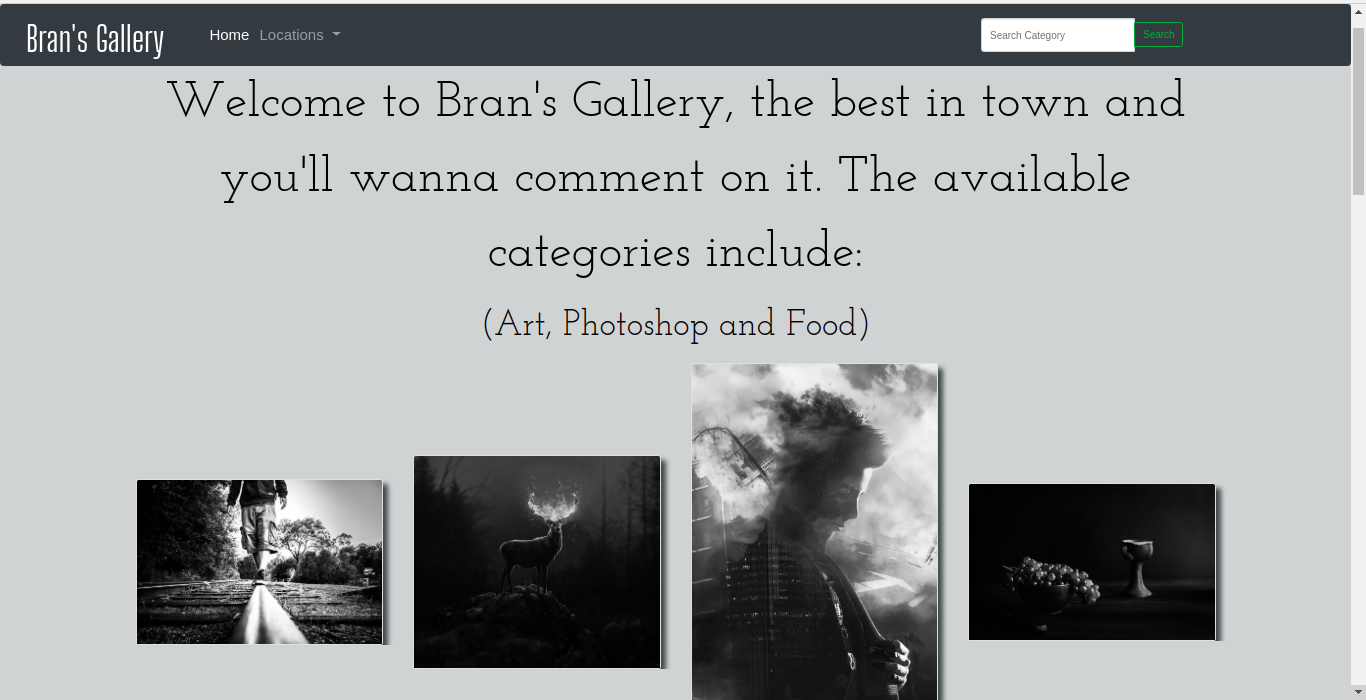 Bran's Gallery
Home
Locations
Search Category
Search
Welcome to Bran's Gallery, the best in town and
you'll wanna comment on it. The available
categories include:
(Art, Photoshop and Food)